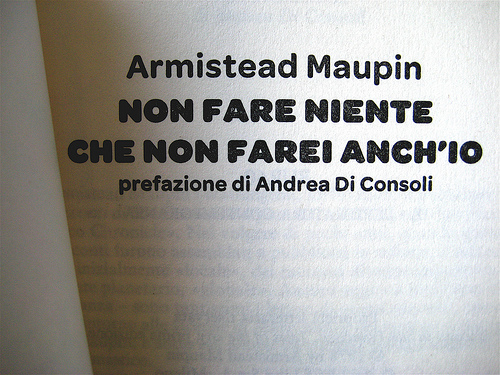 Armistead Maupin
NON FARE NIENTE
CHE NON FAREI ANCH'IO
prefazione di Andrea Di Consoli